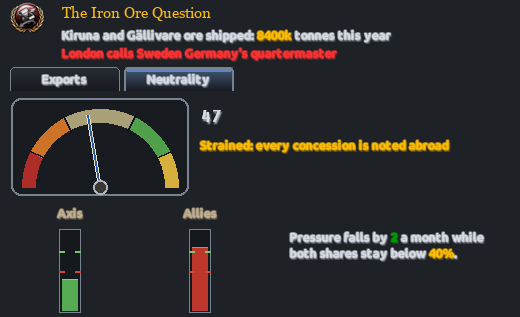 The Iron Ore Question
Kiruna and Gällivare ore shipped: 8400k tonnes this year
London calls Sweden Germany's quartermaster
Exports
Neutrality
47
Strained: every concession is noted abroad
Axis
Allies
Pressure falls by 2 a month while
both shares stay below 40%.